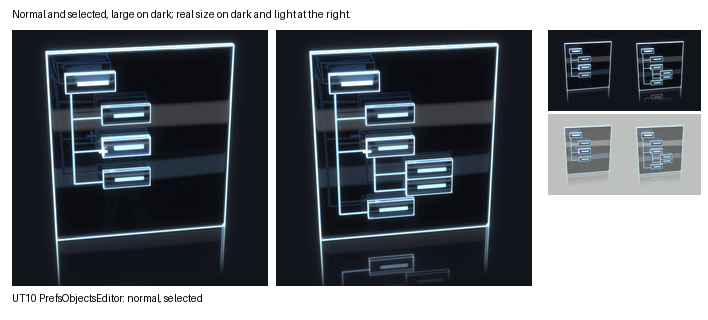 Normal and selected, large on dark; real size on dark and light at the right.
UT10 PrefsObjectsEditor: normal, selected